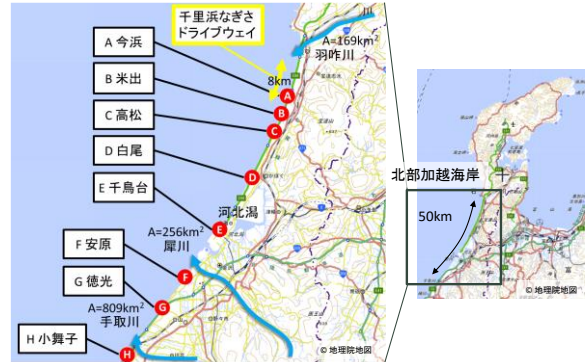 千里浜なぎさ
ドライブウェイ
A=169km²
羽咋川
8km
A 今浜
B 米出
C 高松
D 白尾
E 千鳥台
F 安原
G 徳光
H 小舞子
A
B
C
D
E
F
G
H
河北潟
A=256km²
犀川
A=809km²
手取川
© 地理院地図
北部加越海岸
50km
© 地理院地図